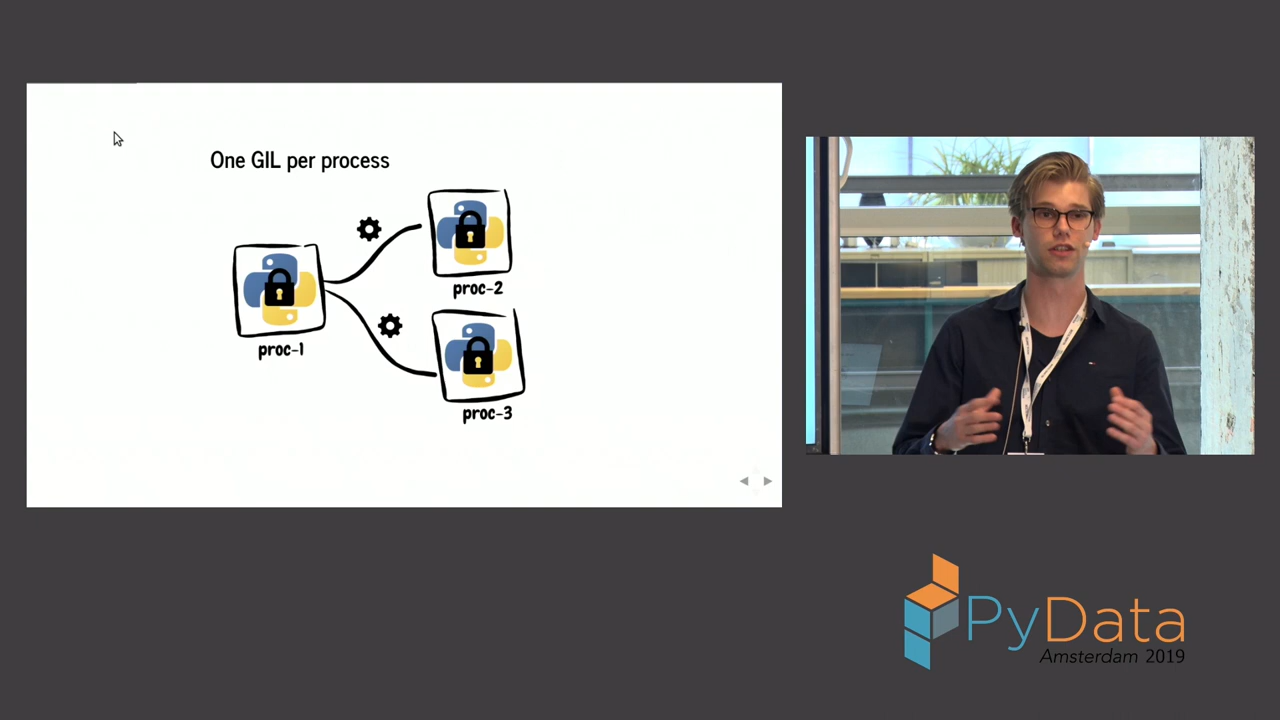 One GIL per process
proc-1
proc-2
proc-3
PyData
Amsterdam 2019